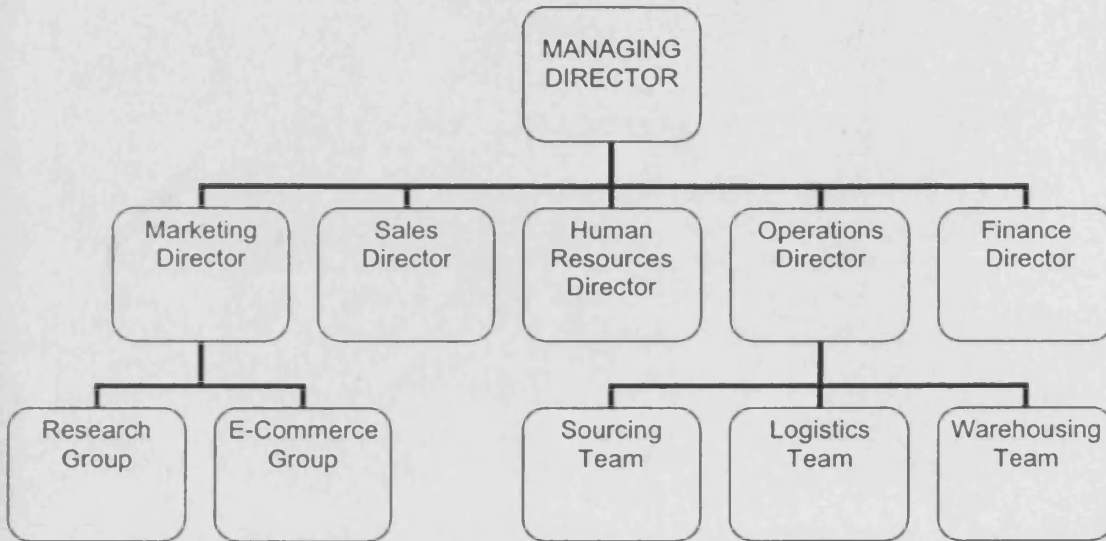 MANAGING
DIRECTOR
Marketing
Director
Sales
Director
Human
Resources
Director
Operations
Director
Finance
Director
Research
Group
E-Commerce
Group
Sourcing
Team
Logistics
Team
Warehousing
Team